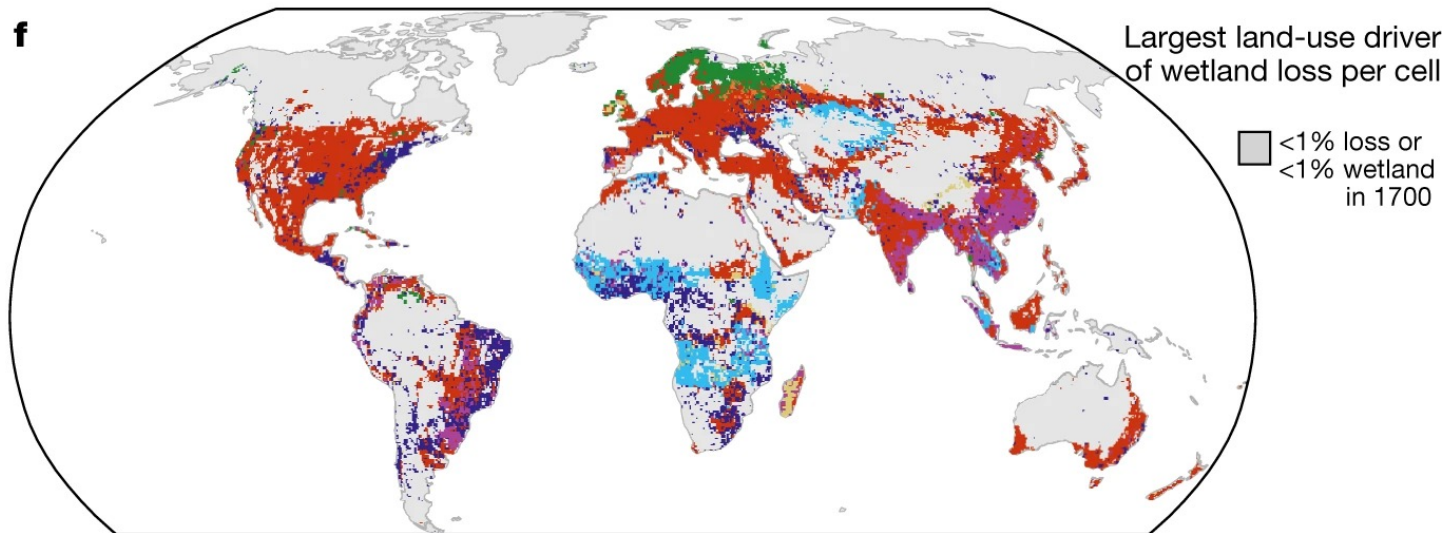 f
Largest land-use driver
of wetland loss per cell
<1% loss or
<1% wetland
in 1700